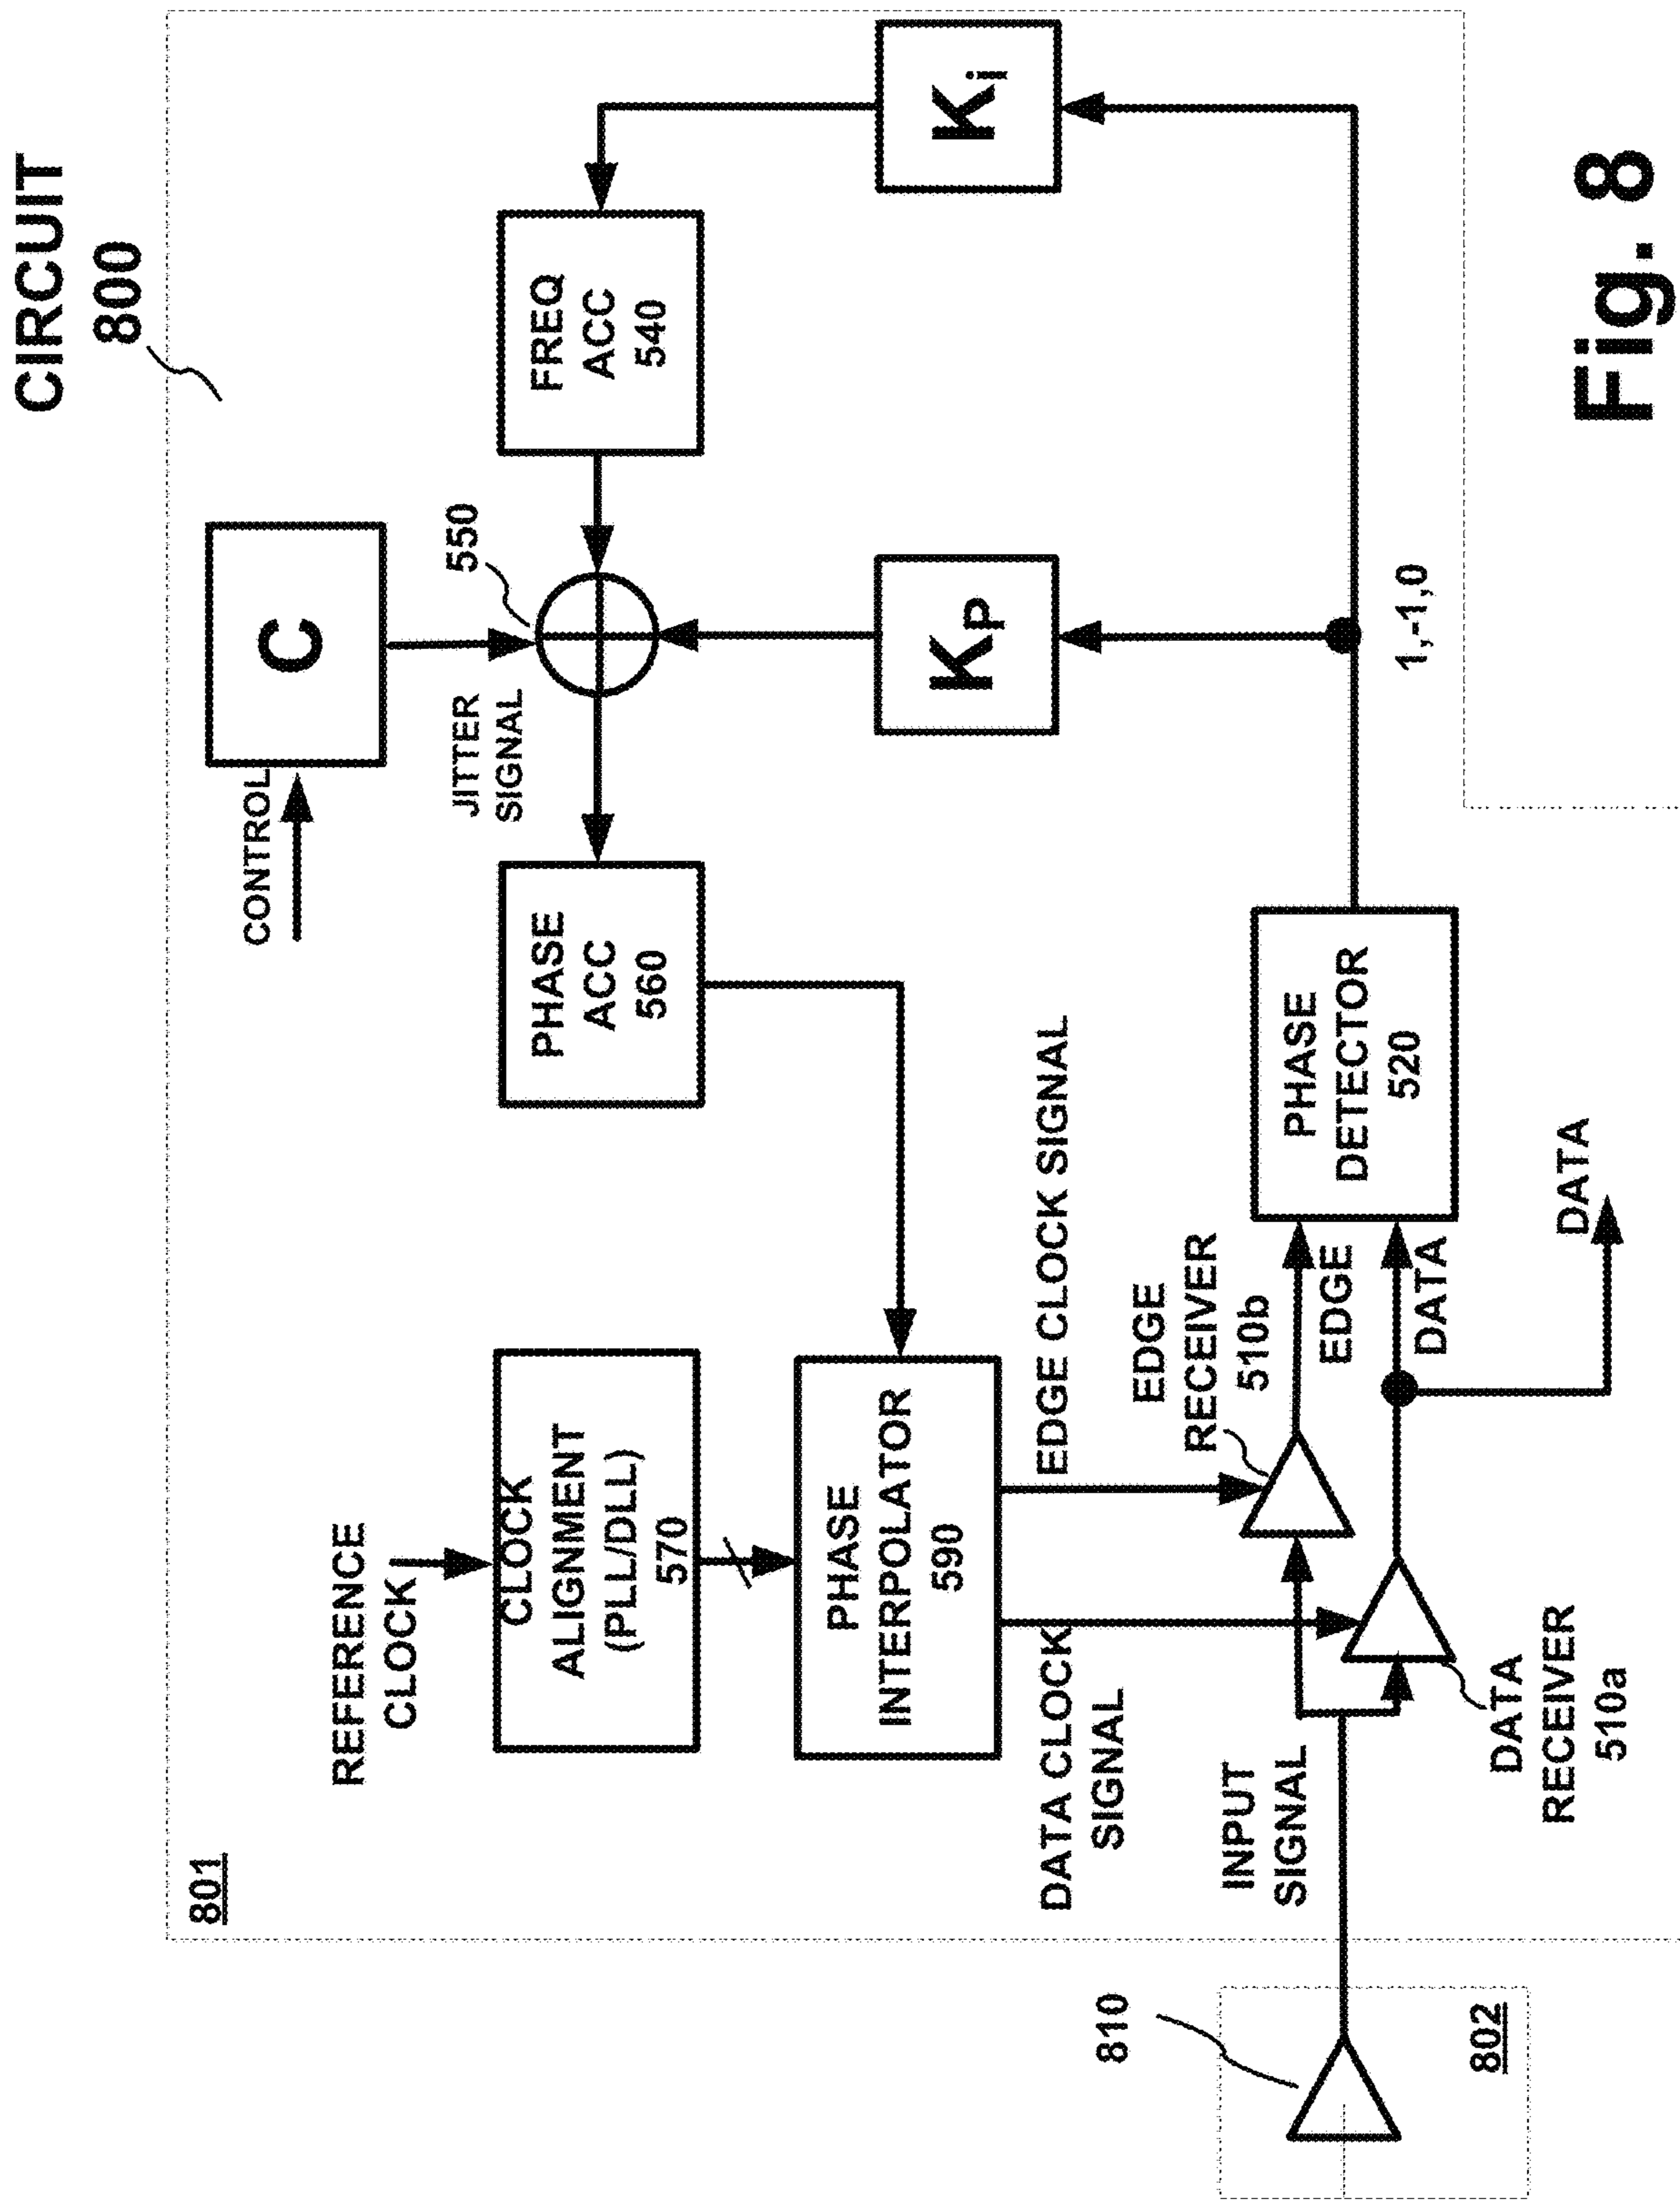 CIRCUIT
800
801
REFERENCE
CLOCK
CONTROL
C
CLOCK
ALIGNMENT
(PLL/DLL)
570
PHASE
ACC
560
JITTER
SIGNAL
550
FREQ
ACC
540
PHASE
INTERPOLATOR
590
KP
Ki
DATA CLOCK
SIGNAL
EDGE CLOCK SIGNAL
810
802
INPUT
SIGNAL
EDGE
RECEIVER
510b
EDGE
DATA
PHASE
DETECTOR
520
1,-1,0
DATA
RECEIVER
510a
DATA
Fig. 8